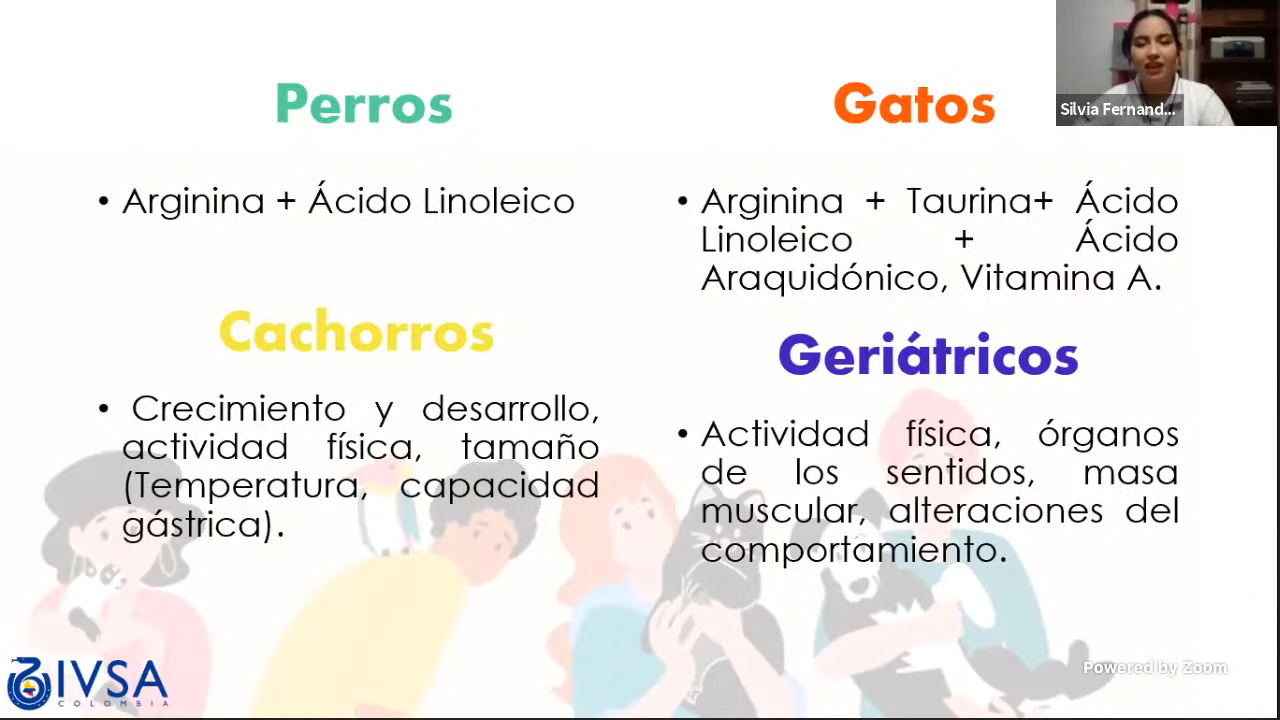 Perros
• Arginina + Ácido Linoleico
Cachorros
• Crecimiento y desarrollo,
actividad física, tamaño
(Temperatura, capacidad
gástrica).
Gatos
• Arginina + Taurina+ Ácido
Linoleico + Ácido
Araquidónico, Vitamina A.
Geriátricos
• Actividad física, órganos
de los sentidos, masa
muscular, alteraciones del
comportamiento.
Silvia Fernand...
IVSA
COLOMBIA
Powered by Zoom